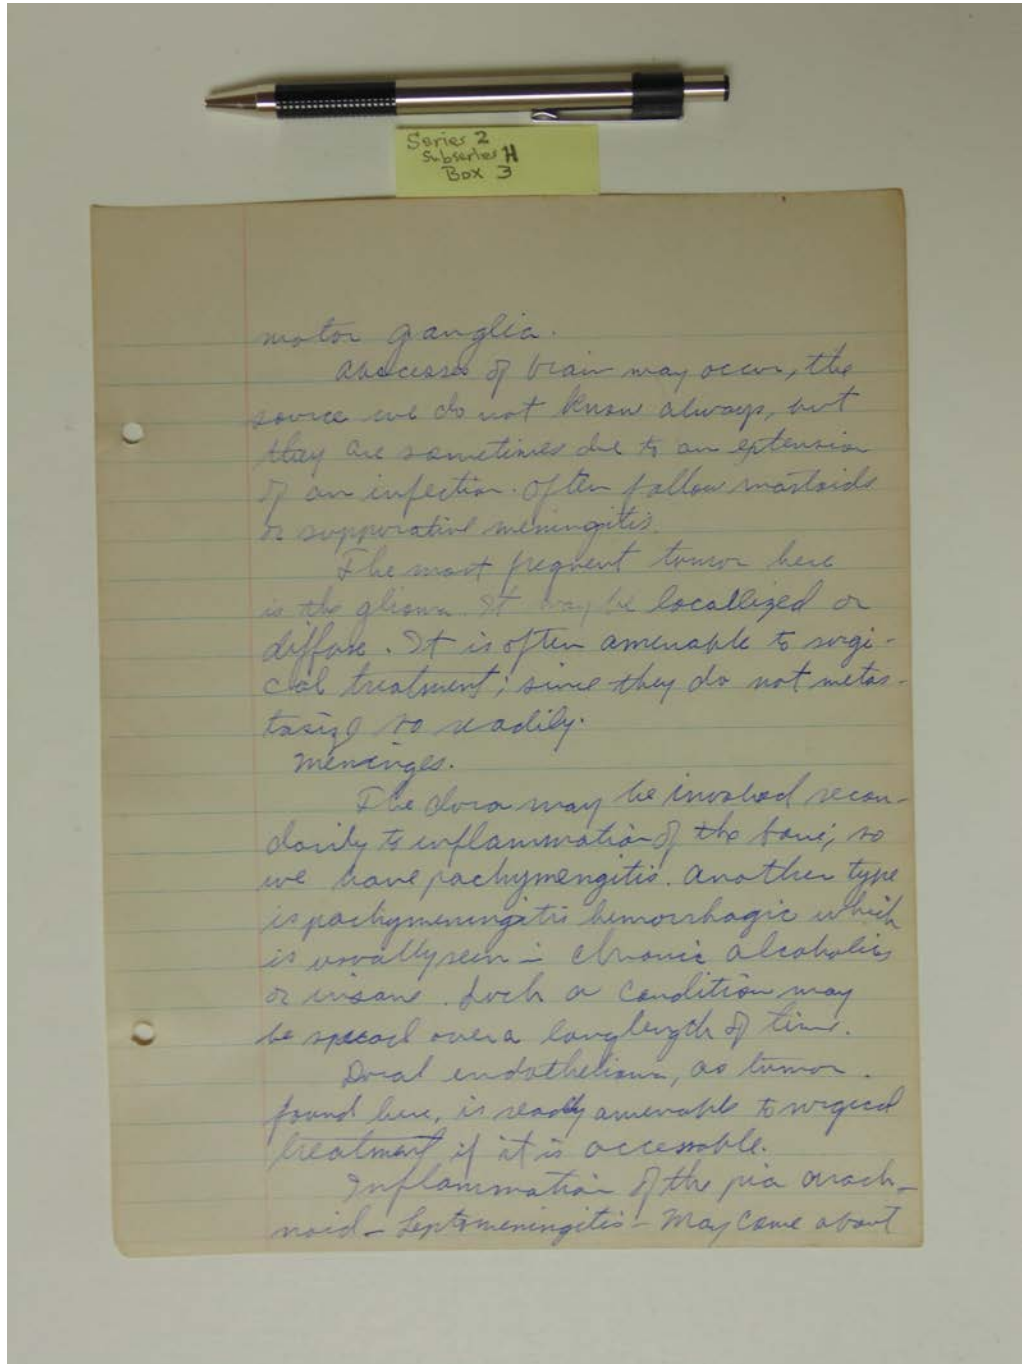 Series 2
Subseries H
Box 3
motor ganglia.
Abscesses of brain may occur, the
source we do not know always, but
they are sometimes due to an extension
of an infection. Often follow mastoids
or supporative meningitis.
The most frequent tumor here
is the glioma. It may be locallized or
diffuse. It is often amenable to surgi-
cal treatment; since they do not metas-
tasize so readily.
Meninges.
The dura may be involved secon-
darily to inflammation of the bone, so
we have pachymengitis. Another type
is pachymeningitis hemorrhagic which
is usually seen in chronic alcoholics
or insane. Such a condition may
be spread over a long length of time.
Dural endothelioma, as tumor
found here, is readily amenable to surgical
treatment if it is accessable.
Inflammation of the pia arach-
noid - Leptomeningitis - May come about